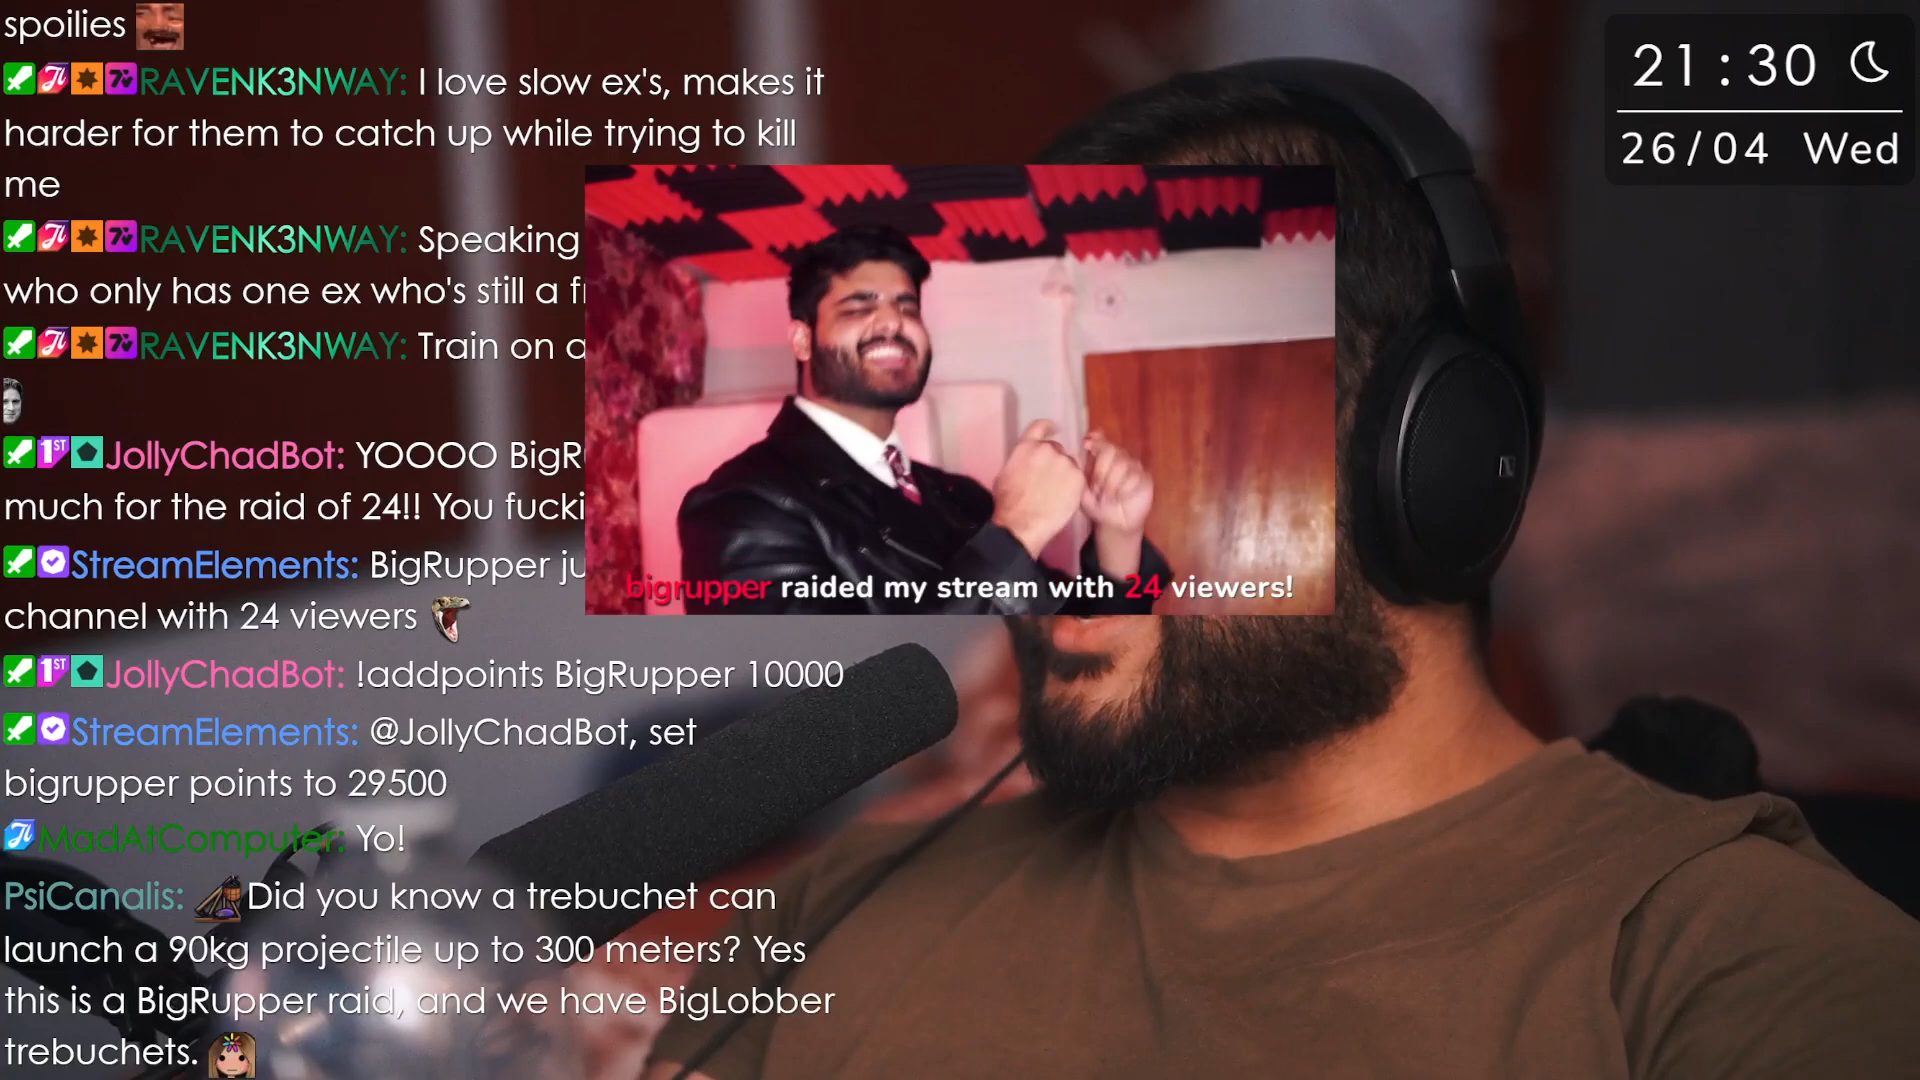 spoilies
RAVENK3NWAY: I love slow ex's, makes it
harder for them to catch up while trying to kill
me
RAVENK3NWAY: Speaking
who only has one ex who's still a
RAVENK3NWAY: Train on
JollyChadBot: YOOOO
much for the raid of 24!! You
StreamElements: BigRupper
channel with 24 viewers
JollyChadBot: !addpoints BigRupper 10000
StreamElements: @JollyChadBot, set
bigrupper points to 29500
MadAtComputer: Yo!
PsiCanalis: Did you know a trebuchet can
launch a 90kg projectile up to 300 meters? Yes
this is a BigRupper raid, and we have BigLobber
trebuchets.
bigrupper raided my stream with 24 viewers!
21:30
26/04 Wed